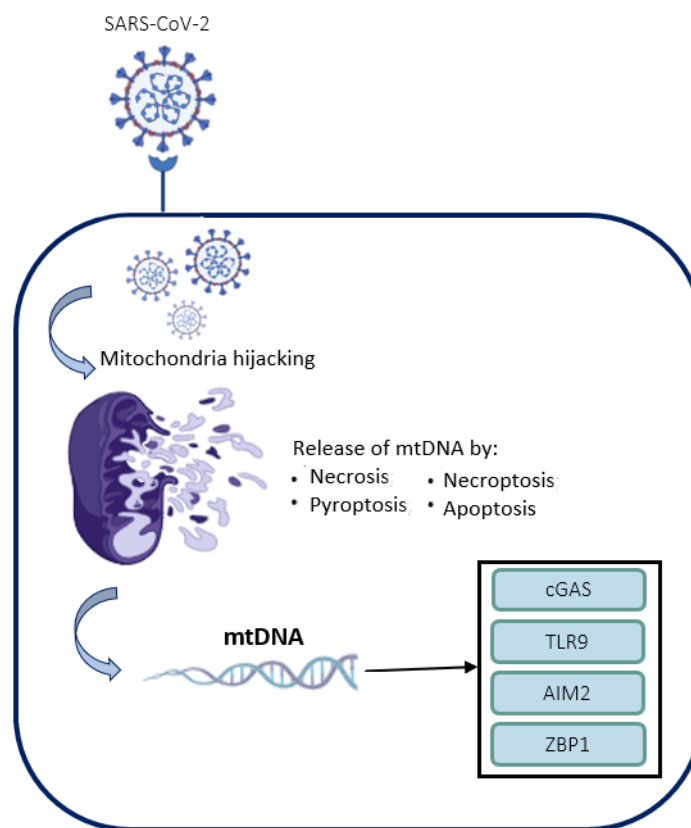 SARS-CoV-2
Mitochondria hijacking
Release of mtDNA by:
• Necrosis; • Necroptosis;
• Pyroptosis; • Apoptosis
mtDNA
cGAS
TLR9
AIM2
ZBP1